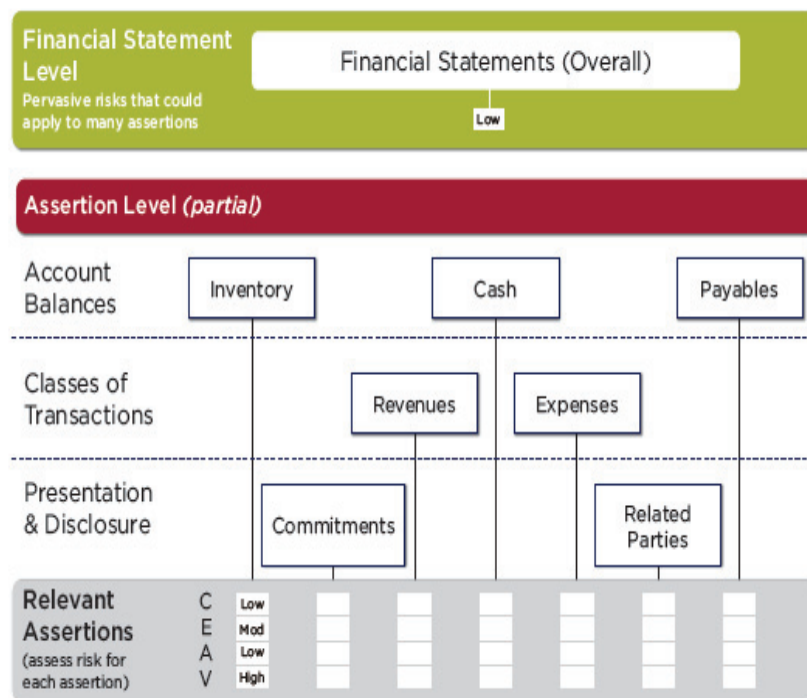 Financial Statement
Level
Pervasive risks that could
apply to many assertions
Financial Statements (Overall)
Low
Assertion Level (partial)
Account
Balances
Inventory
Cash
Payables
Classes of
Transactions
Revenues
Expenses
Presentation
& Disclosure
Commitments
Related
Parties
Relevant
Assertions
(assess risk for
each assertion)
C Low
E Mod
A Low
V High